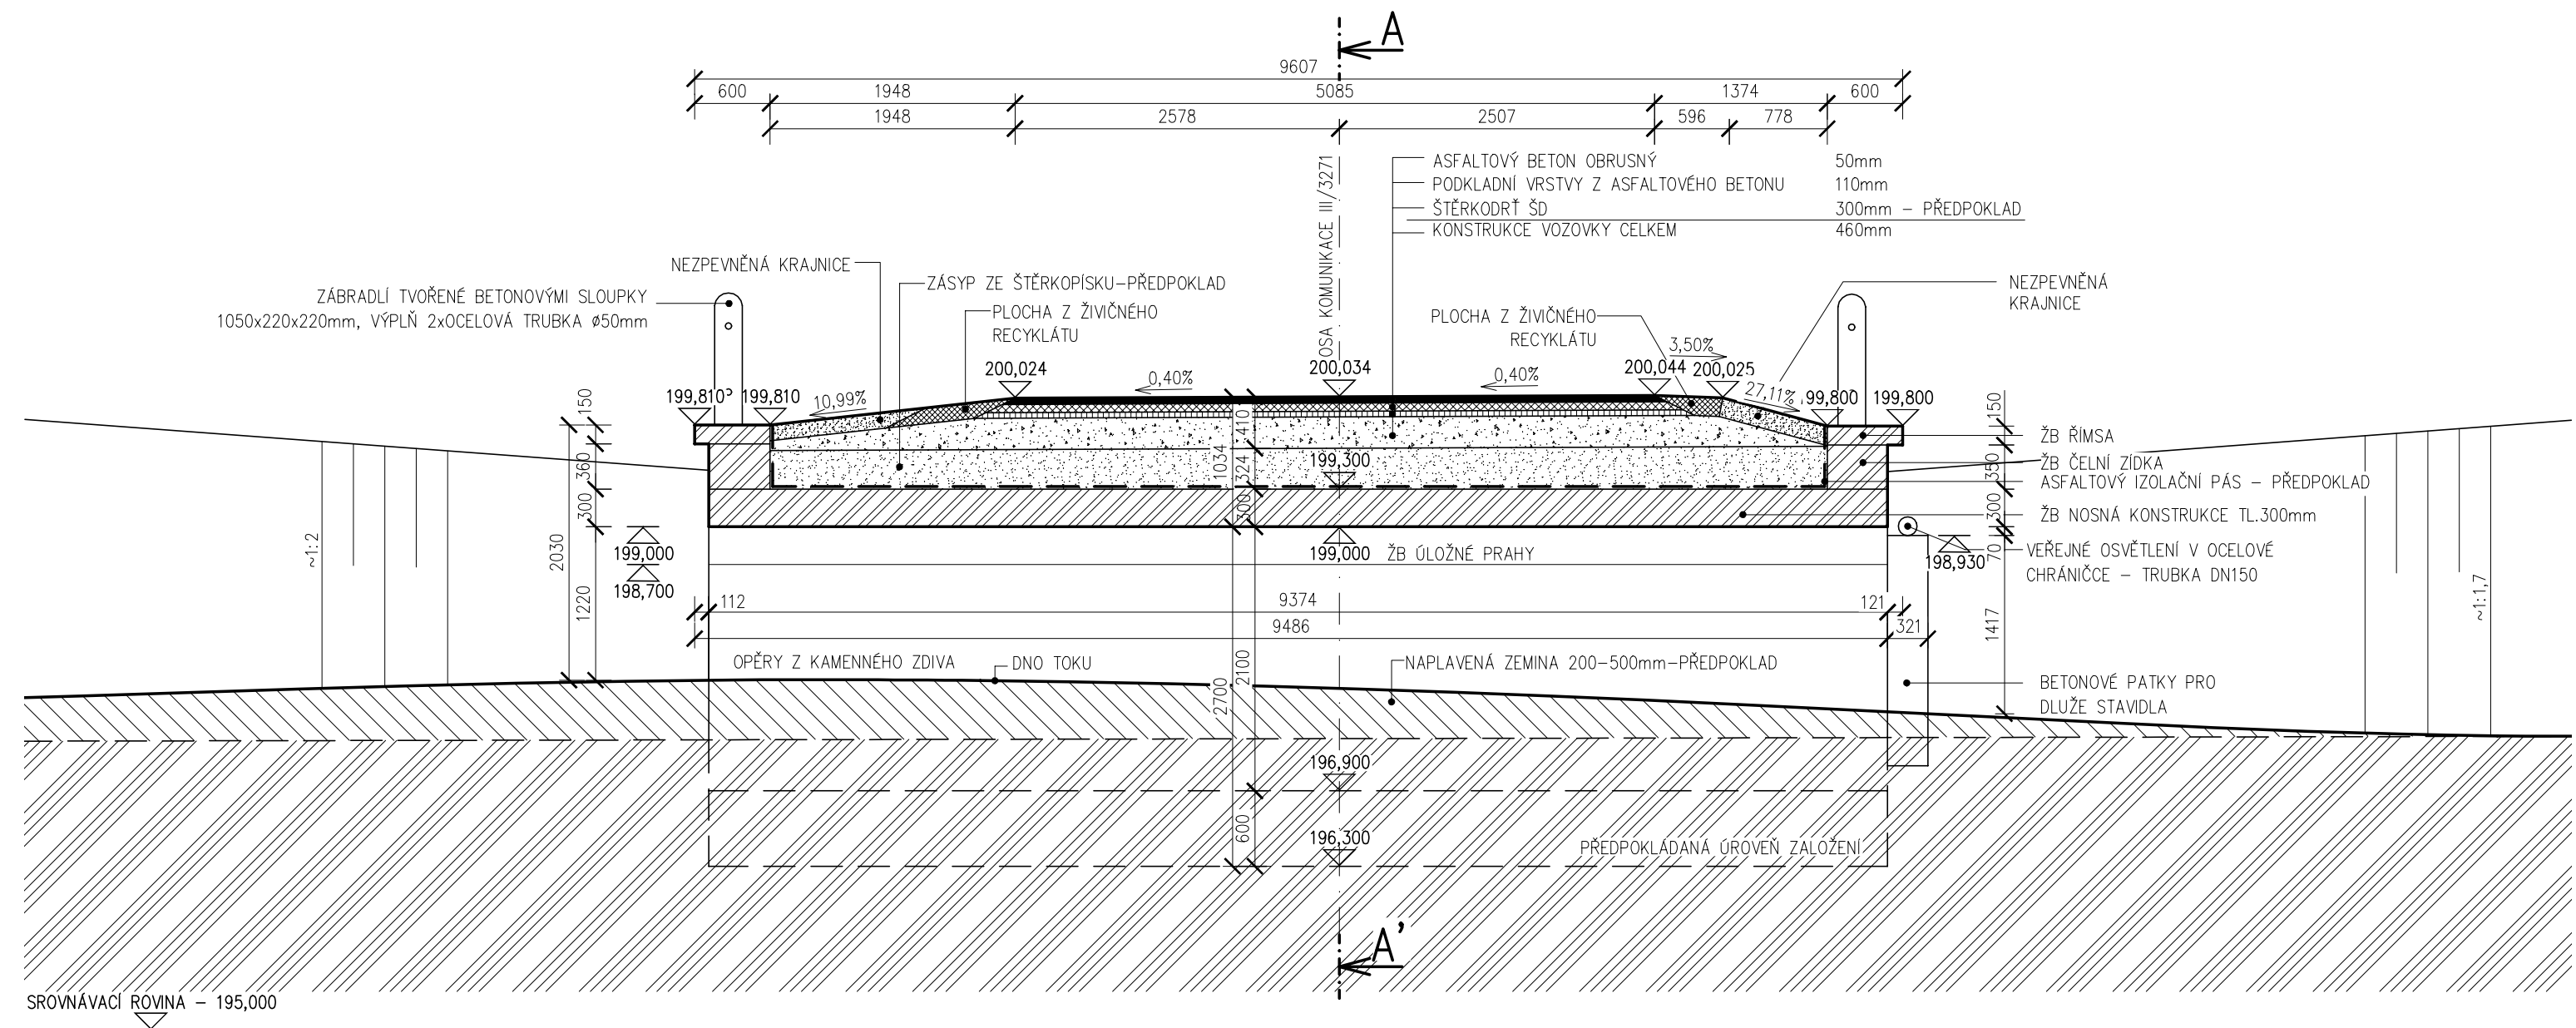 A
9607
600 1948 5085 1374 600
1948 2578 2507 596 778
OSA KOMUNIKACE III/3271
ASFALTOVÝ BETON OBRUSNÝ 50mm
PODKLADNÍ VRSTVY Z ASFALTOVÉHO BETONU 110mm
ŠTĚRKODRŤ ŠD 300mm – PŘEDPOKLAD
KONSTRUKCE VOZOVKY CELKEM 460mm
NEZPEVNĚNÁ KRAJNICE
ZÁSYP ZE ŠTĚRKOPÍSKU–PŘEDPOKLAD
PLOCHA Z ŽIVIČNÉHO
RECYKLÁTU
ZÁBRADLÍ TVOŘENÉ BETONOVÝMI SLOUPKY
1050x220x220mm, VÝPLŇ 2xOCELOVÁ TRUBKA ø50mm
PLOCHA Z ŽIVIČNÉHO
RECYKLÁTU
NEZPEVNĚNÁ
KRAJNICE
3,50%
200,024 200,034 200,044 200,025
0,40% 0,40%
199,810 199,810 10,99% 27,11% 199,800 199,800
150
360
300
2030
1220
1034
410
324
300
199,300
150
350
300
70
1417
ŽB ŘÍMSA
ŽB ČELNÍ ZÍDKA
ASFALTOVÝ IZOLAČNÍ PÁS – PŘEDPOKLAD
ŽB NOSNÁ KONSTRUKCE TL.300mm
VEŘEJNÉ OSVĚTLENÍ V OCELOVÉ
CHRÁNIČCE – TRUBKA DN150
199,000
198,700
199,000 ŽB ÚLOŽNÉ PRAHY
198,930
~1:2
~1:1,7
112 9374 121
9486 321
OPĚRY Z KAMENNÉHO ZDIVA
DNO TOKU
NAPLAVENÁ ZEMINA 200–500mm–PŘEDPOKLAD
2700
2100
BETONOVÉ PATKY PRO
DLUŽE STAVIDLA
196,900
600
196,300
PŘEDPOKLÁDANÁ ÚROVEŇ ZALOŽENÍ
A'
SROVNÁVACÍ ROVINA – 195,000